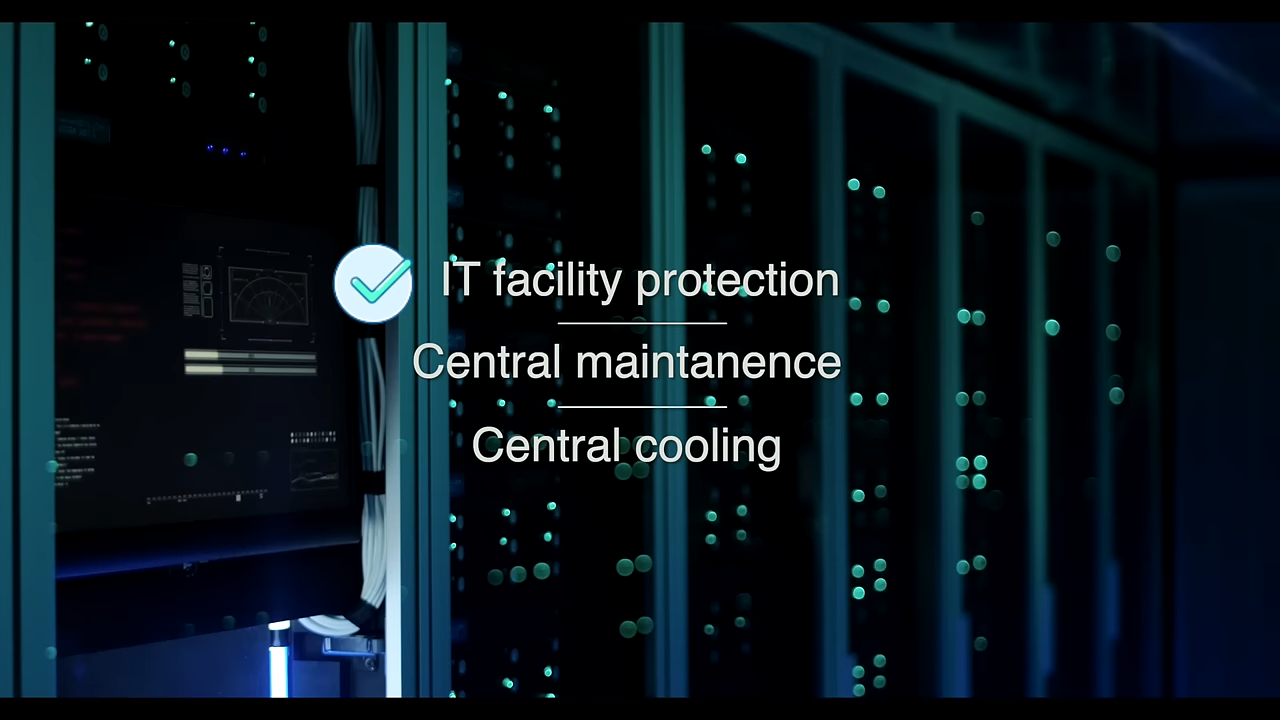 IT facility protection
Central maintanence
Central cooling